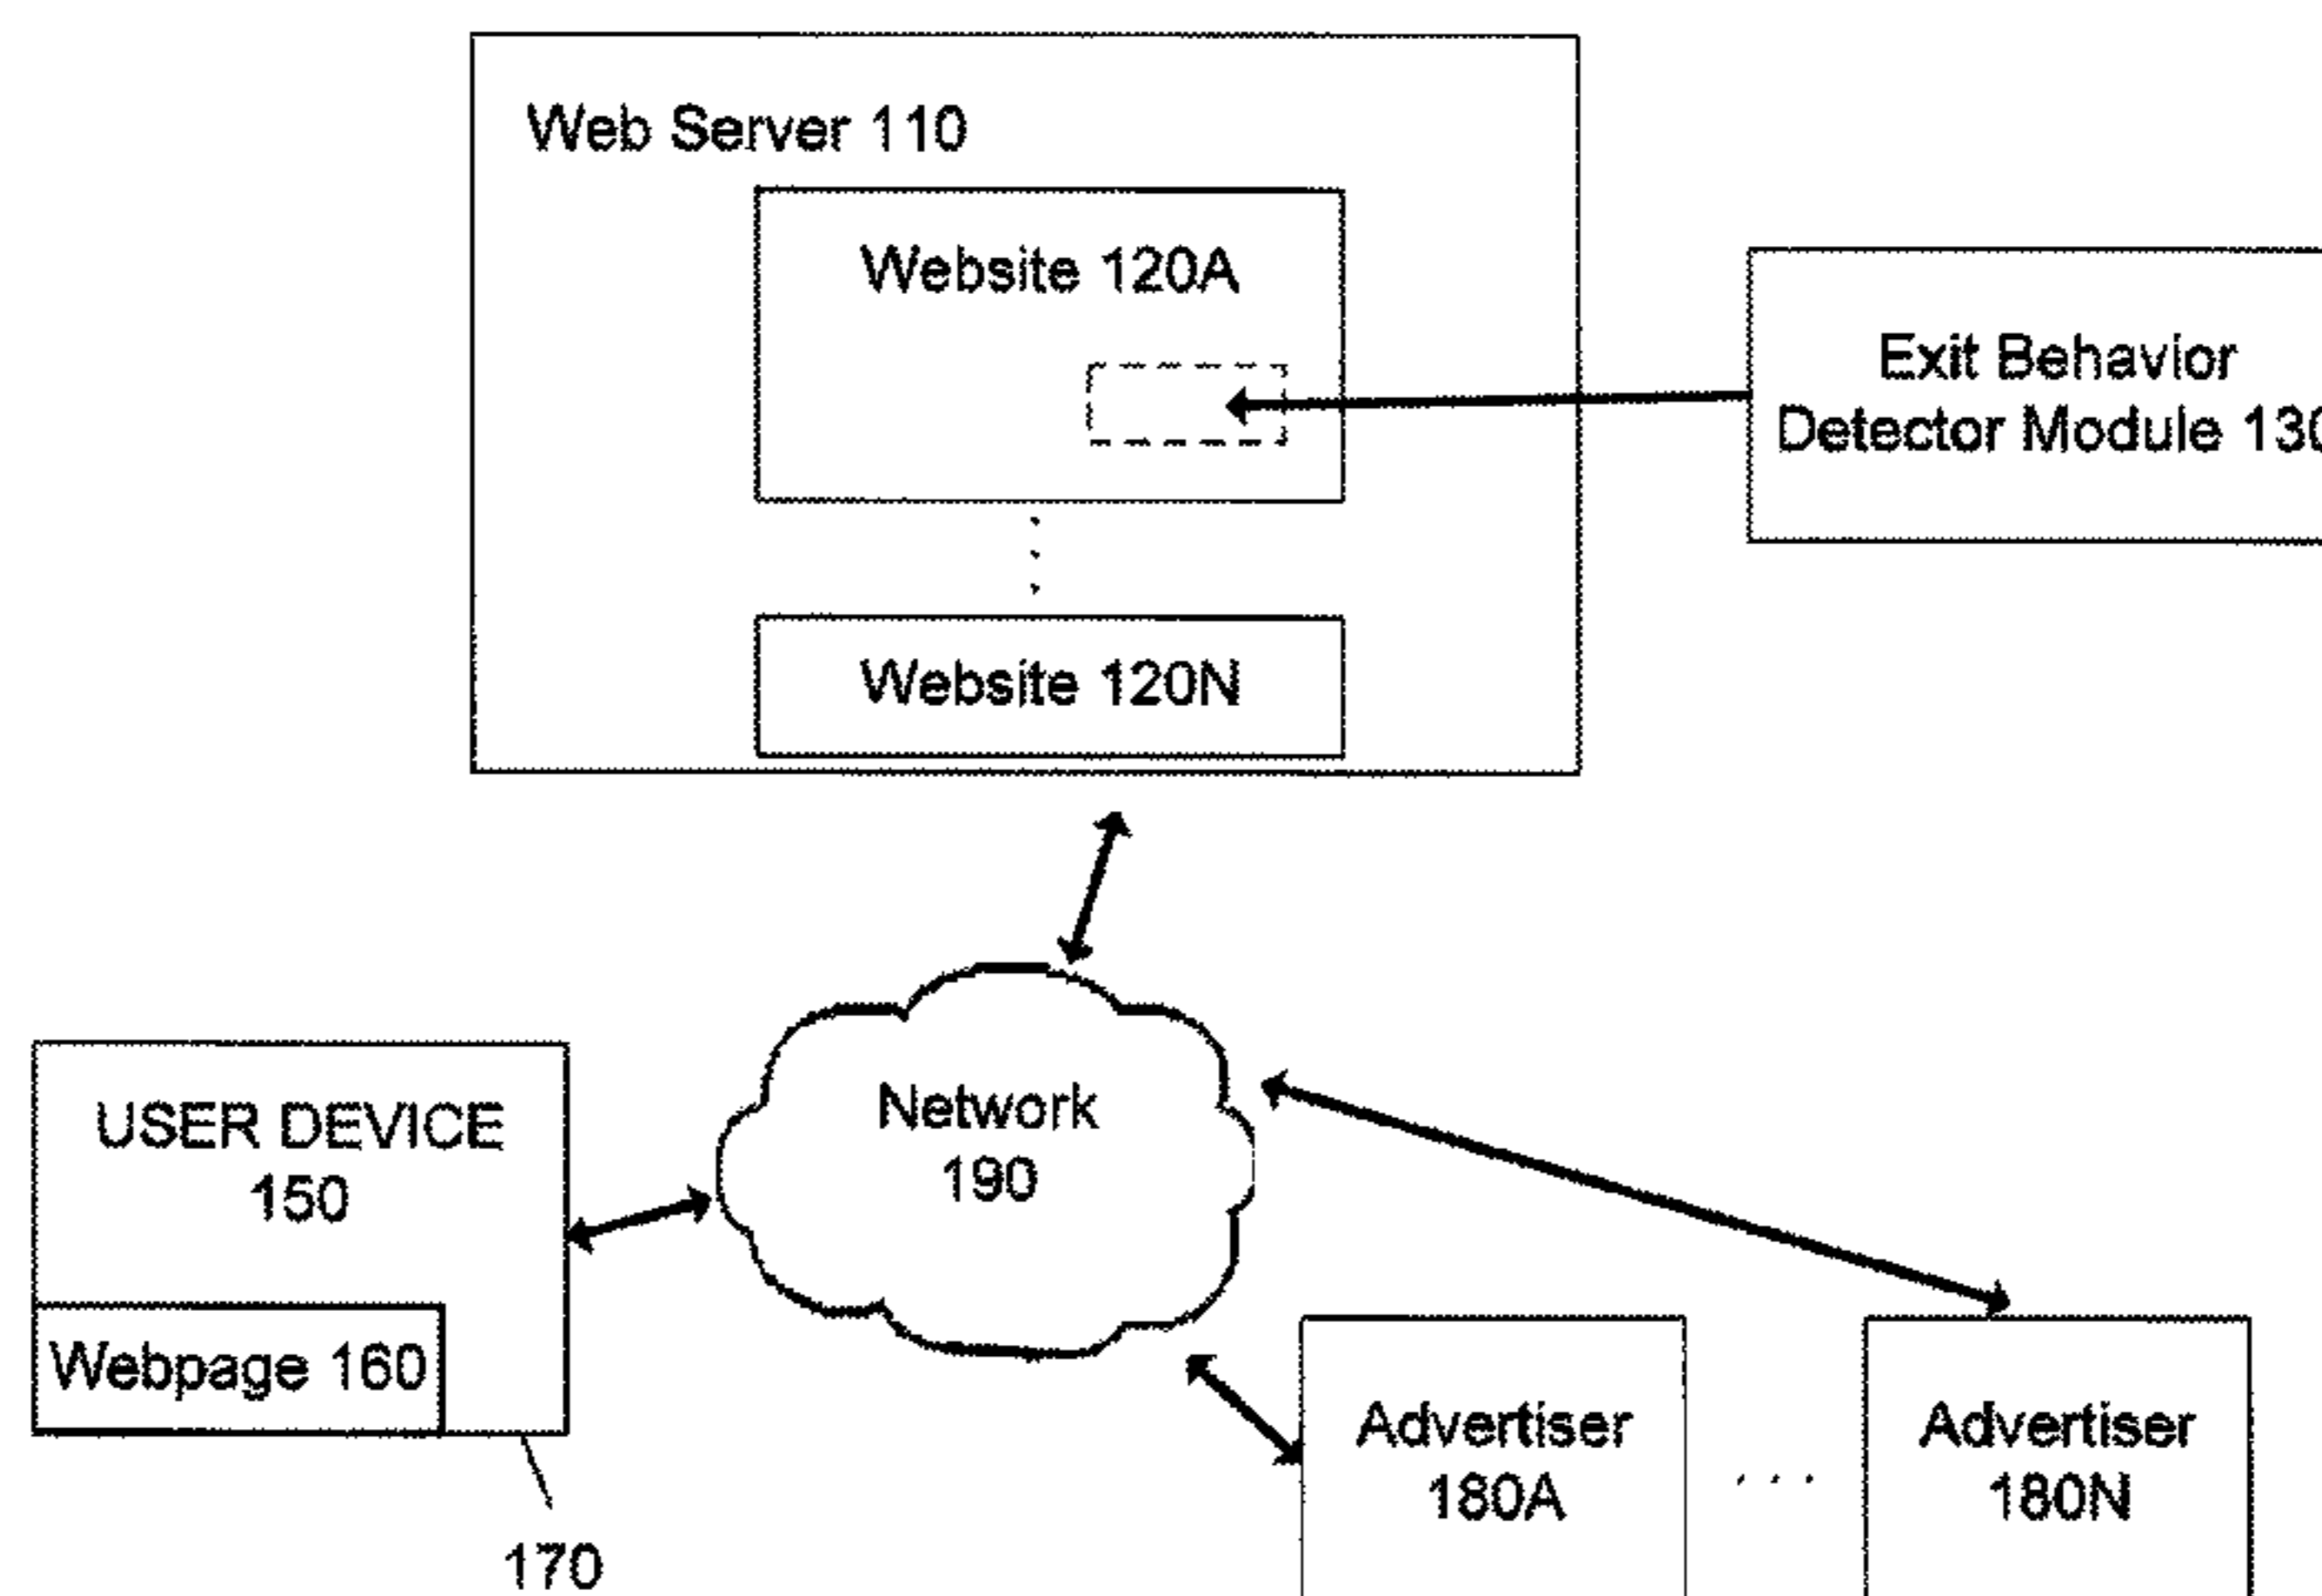 Web Server 110
Website 120A
Exit Behavior
Detector Module 130
Website 120N
USER DEVICE
150
Network
190
Webpage 160
Advertiser
180A
Advertiser
180N
170